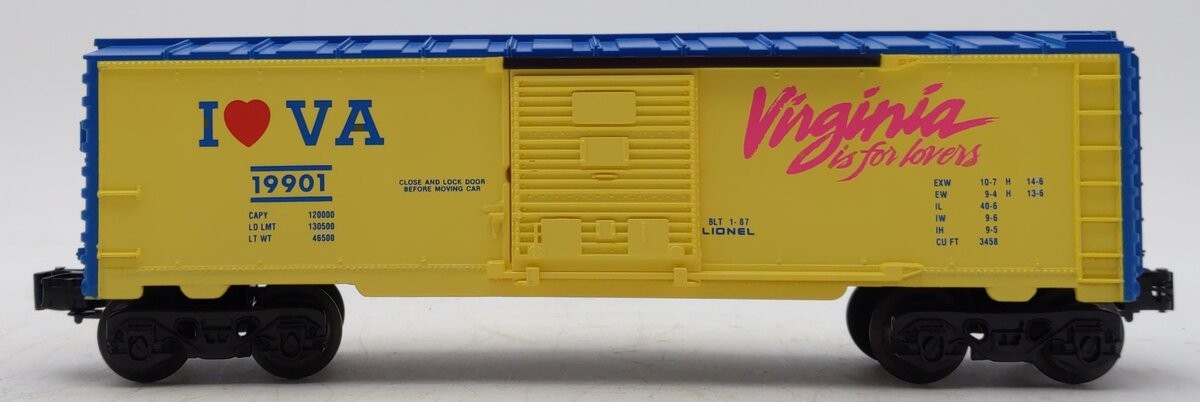 I ❤ VA
19901
CAPY 120000
LD LMT 130500
LT WT 46500
CLOSE AND LOCK DOOR
BEFORE MOVING CAR
BLT 1-87
LIONEL
Virginia
is for lovers
EXW 10-7 H 14-6
EW 9-4 H 13-6
IL 40-6
IW 9-6
IH 9-5
CU FT 3458